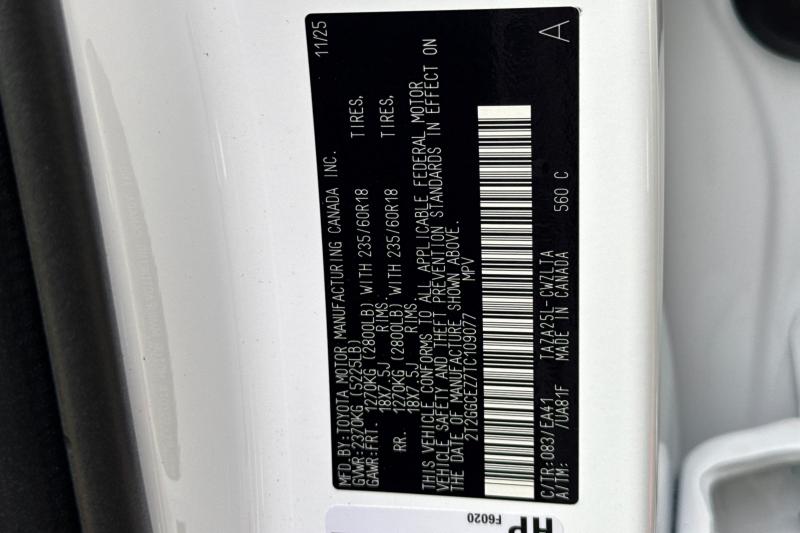 MFD.BY:TOYOTA MOTOR MANUFACTURING CANADA INC. 11/25
GVWR:2370KG (5225LB)
GAWR:FRT. 1270KG (2800LB) WITH 235/60R18 TIRES,
18X7.5J RIMS.
RR. 1270KG (2800LB) WITH 235/60R18 TIRES,
18X7.5J RIMS.
THIS VEHICLE CONFORMS TO ALL APPLICABLE FEDERAL MOTOR
VEHICLE SAFETY AND THEFT PREVENTION STANDARDS IN EFFECT ON
THE DATE OF MANUFACTURE SHOWN ABOVE.
2T2GGCEZ7TC109077 MPV
C/TR:083/EA41 TAZA25L-CWZLTA A
A/TM: /UA81F MADE IN CANADA 560 C
HP
F6020